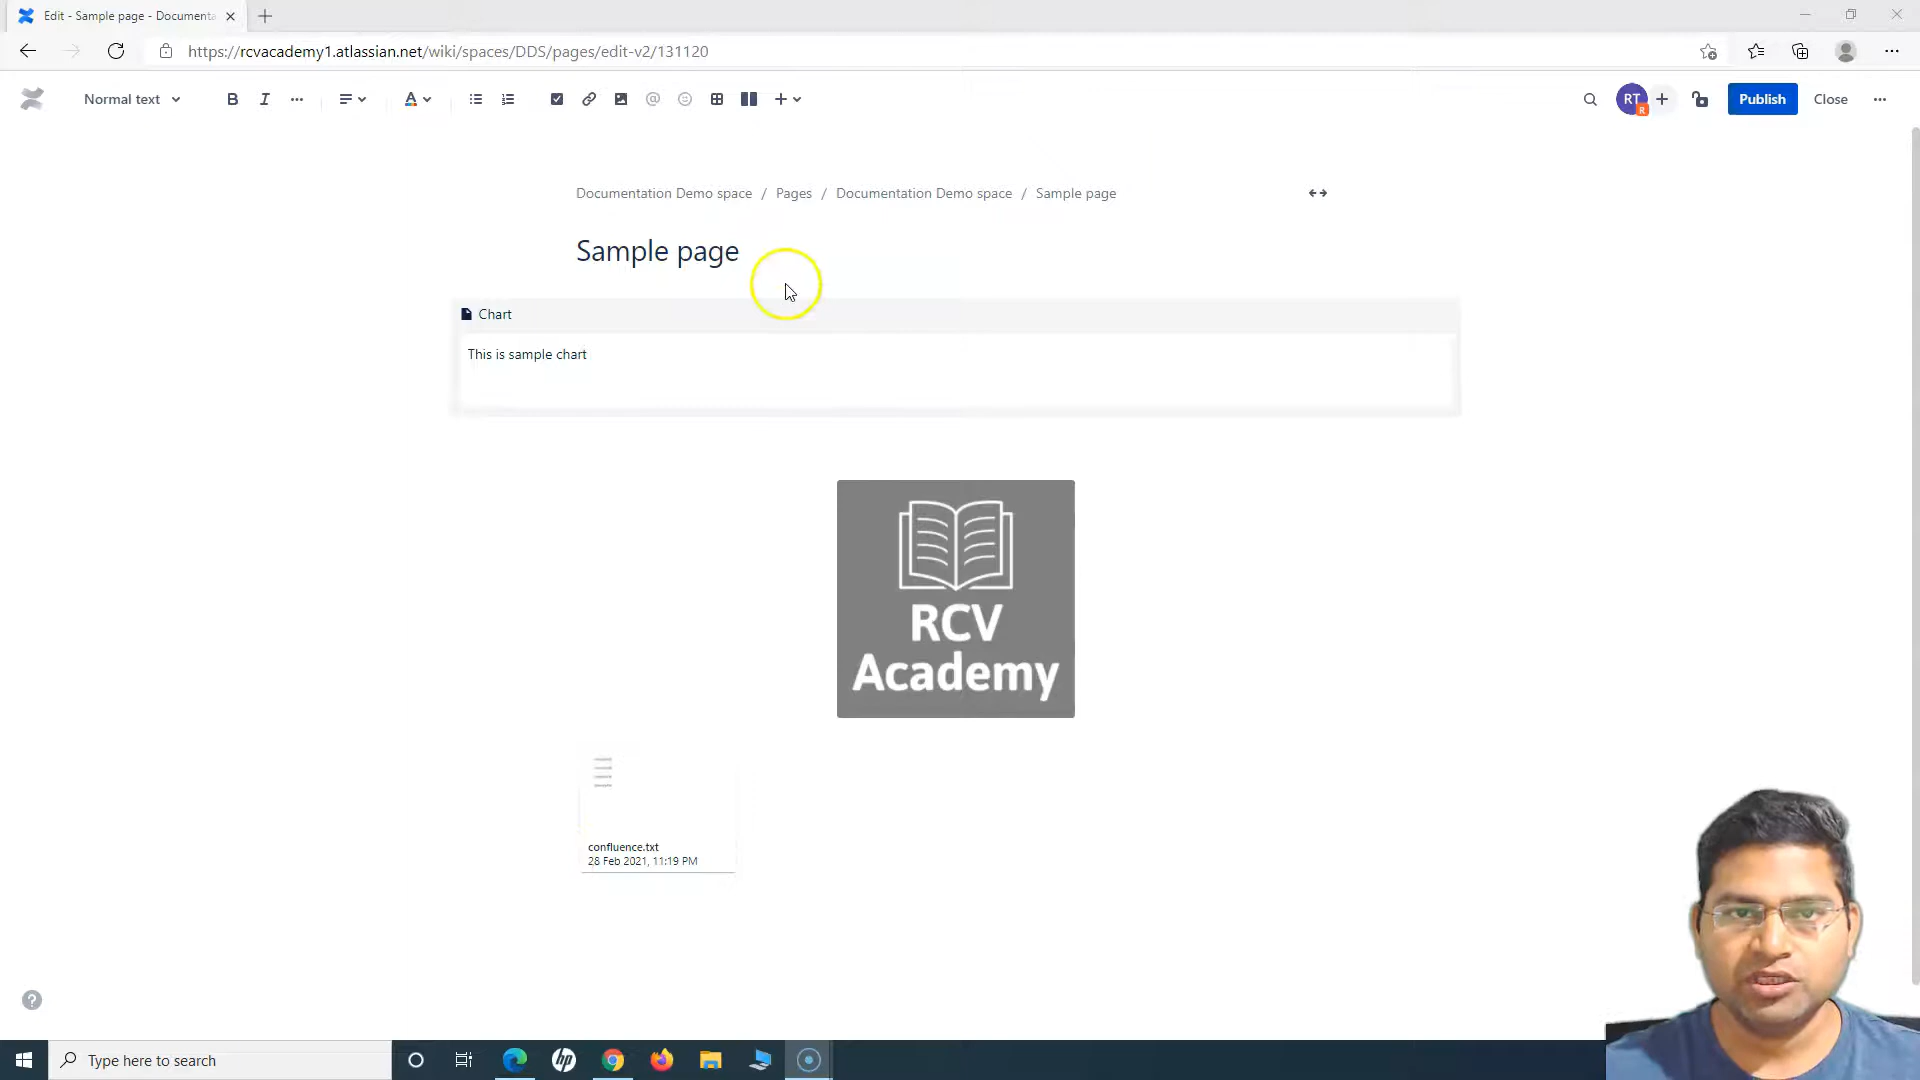 Edit - Sample page - Documenta
https://rcvacademy1.atlassian.net/wiki/spaces/DDS/pages/edit-v2/131120
Normal text
B I A @
RT
R
Publish
Close
Documentation Demo space / Pages / Documentation Demo space / Sample page
Sample page
Chart
This is sample chart
RCV
Academy
confluence.txt
28 Feb 2021, 11:19 PM
?
Type here to search
hp